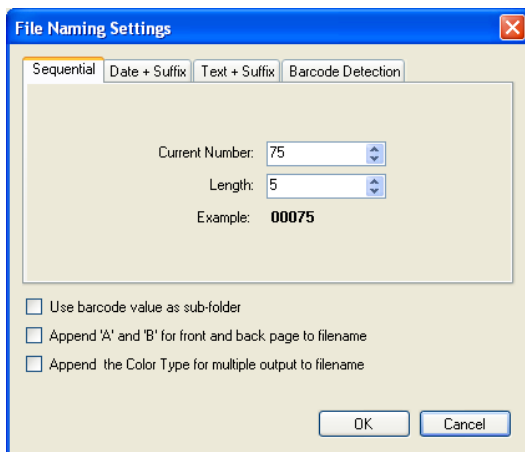 File Naming Settings
Sequential Date + Suffix Text + Suffix Barcode Detection
Current Number: 75
Length: 5
Example: 00075
Use barcode value as sub-folder
Append 'A' and 'B' for front and back page to filename
Append the Color Type for multiple output to filename
OK Cancel